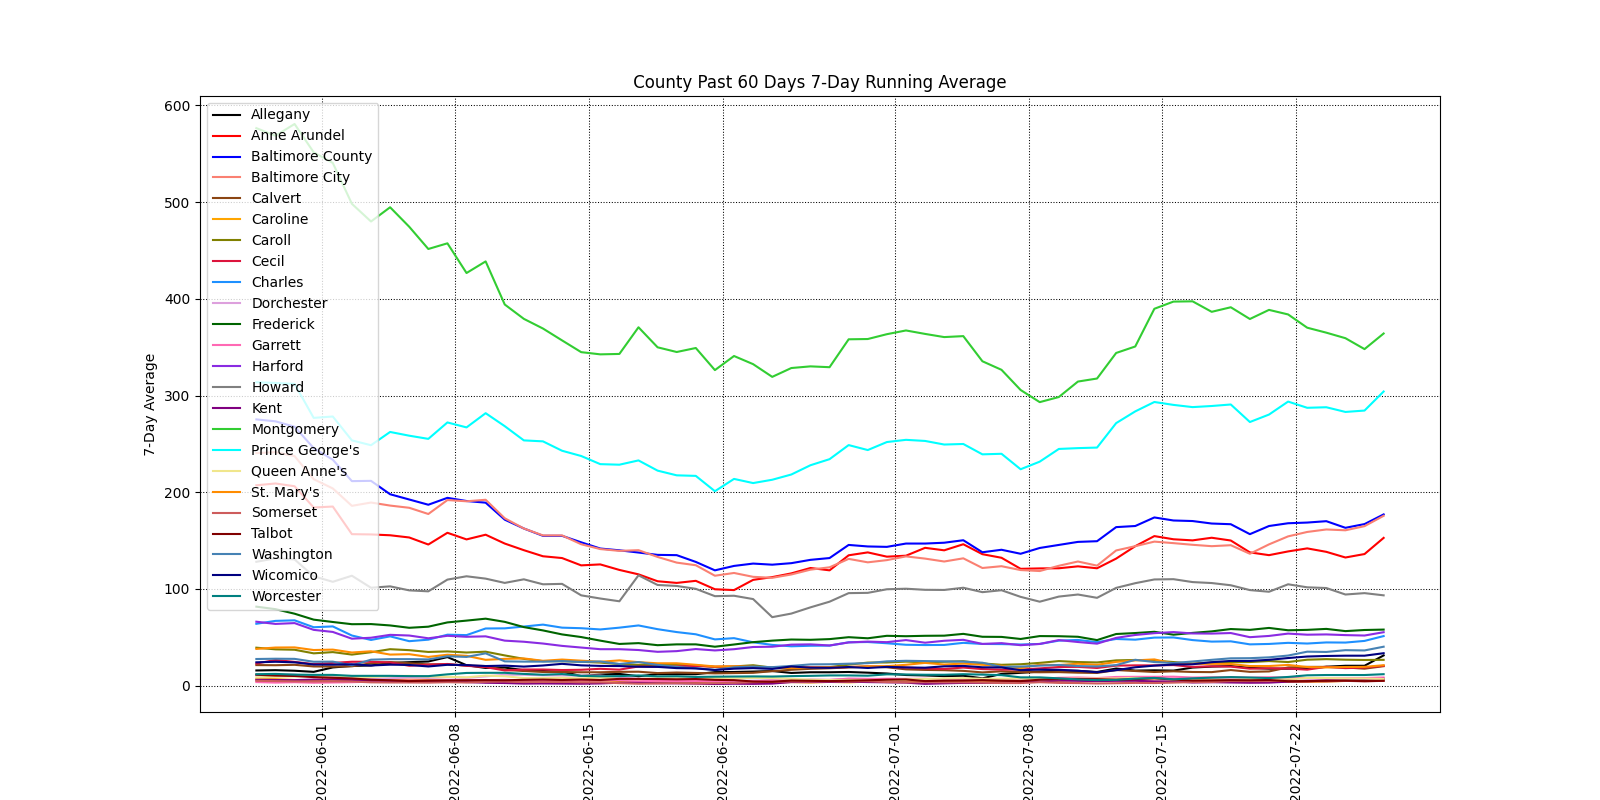 County Past 60 Days 7-Day Running Average
600
500
400
300
200
100
0
7-Day Average
Allegany
Anne Arundel
Baltimore County
Baltimore City
Calvert
Caroline
Caroll
Cecil
Charles
Dorchester
Frederick
Garrett
Harford
Howard
Kent
Montgomery
Prince George's
Queen Anne's
St. Mary's
Somerset
Talbot
Washington
Wicomico
Worcester
2022-06-01
2022-06-08
2022-06-15
2022-06-22
2022-07-01
2022-07-08
2022-07-15
2022-07-22